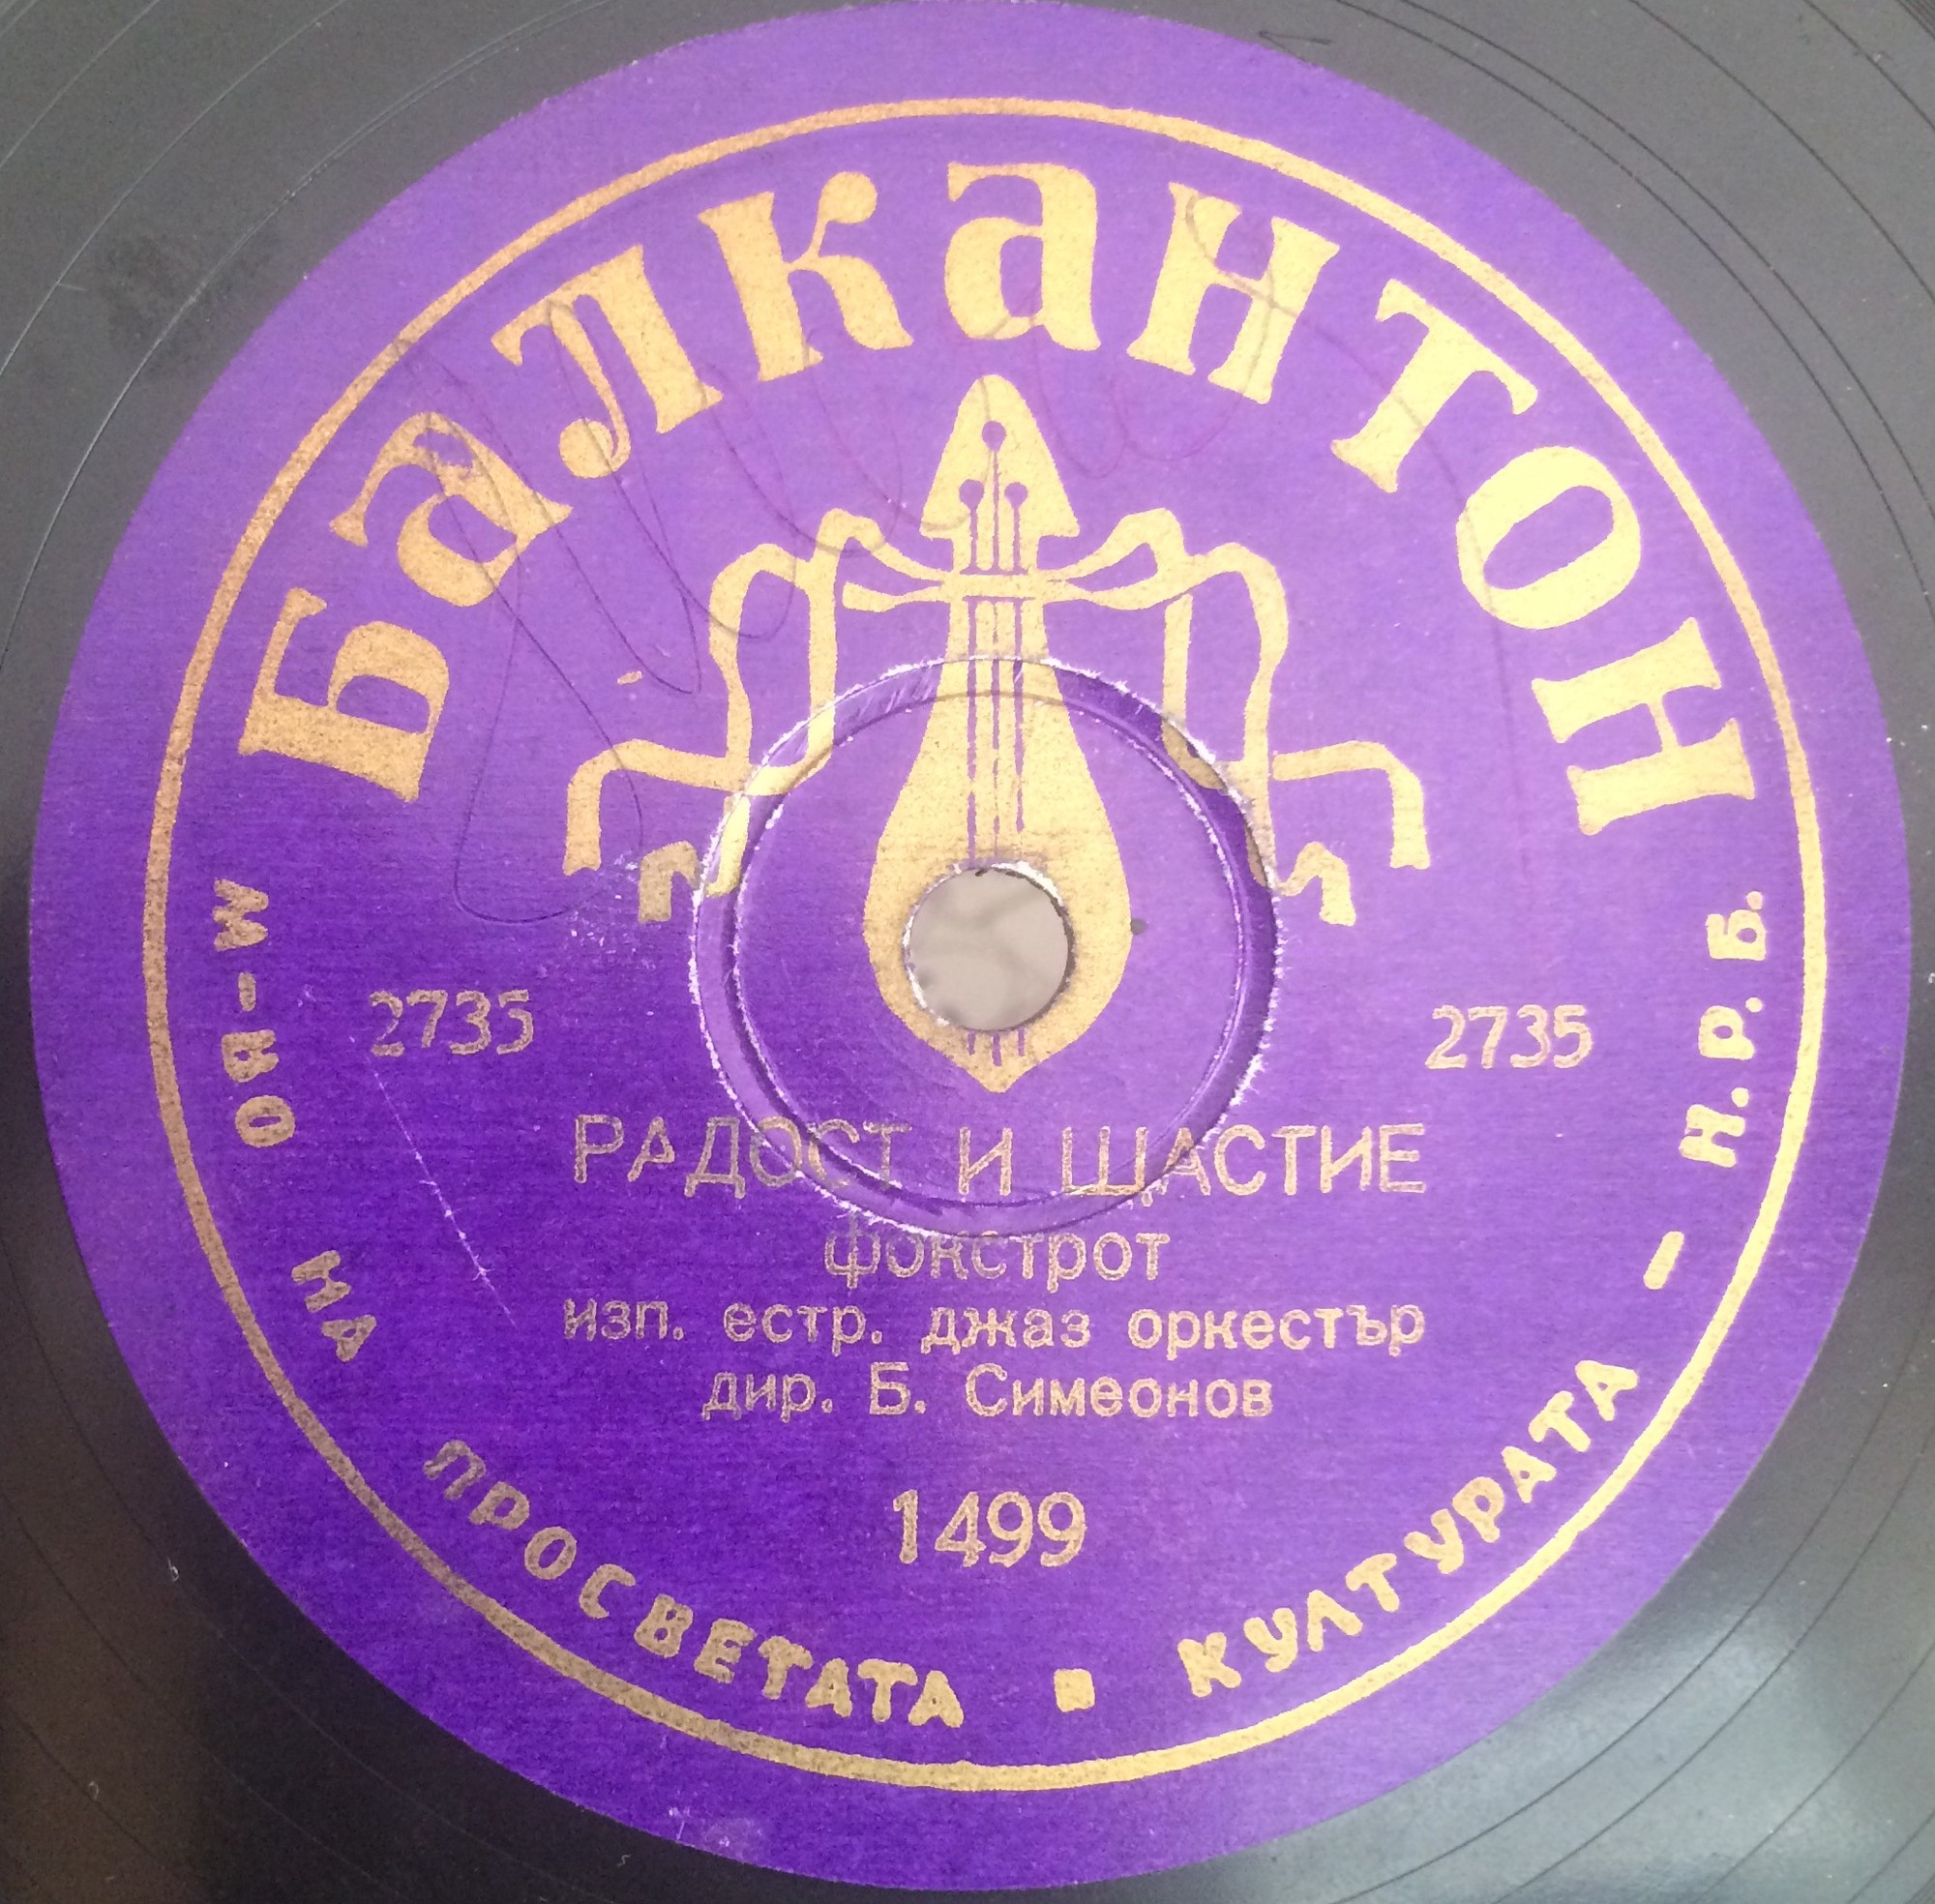 Балкантон
2735 2735
РАДОСТ И ЩАСТИЕ
фокстрот
изп. естр. джаз оркестър
дир. Б. Симеонов
1499
М-ВО НА ПРОСВЕТАТА ▪ КУЛТУРАТА – Н.Р.Б.